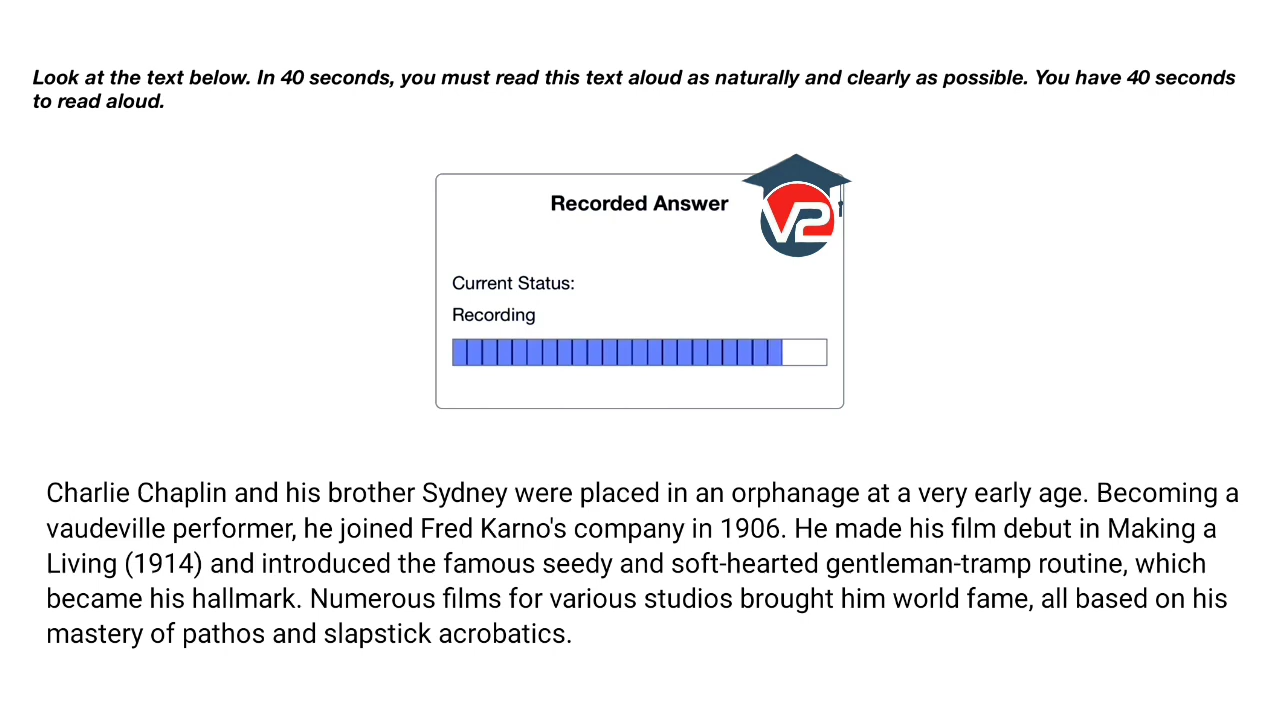 Look at the text below. In 40 seconds, you must read this text aloud as naturally and clearly as possible. You have 40 seconds
to read aloud.
V2
Recorded Answer
Current Status:
Recording
Charlie Chaplin and his brother Sydney were placed in an orphanage at a very early age. Becoming a
vaudeville performer, he joined Fred Karno's company in 1906. He made his film debut in Making a
Living (1914) and introduced the famous seedy and soft-hearted gentleman-tramp routine, which
became his hallmark. Numerous films for various studios brought him world fame, all based on his
mastery of pathos and slapstick acrobatics.